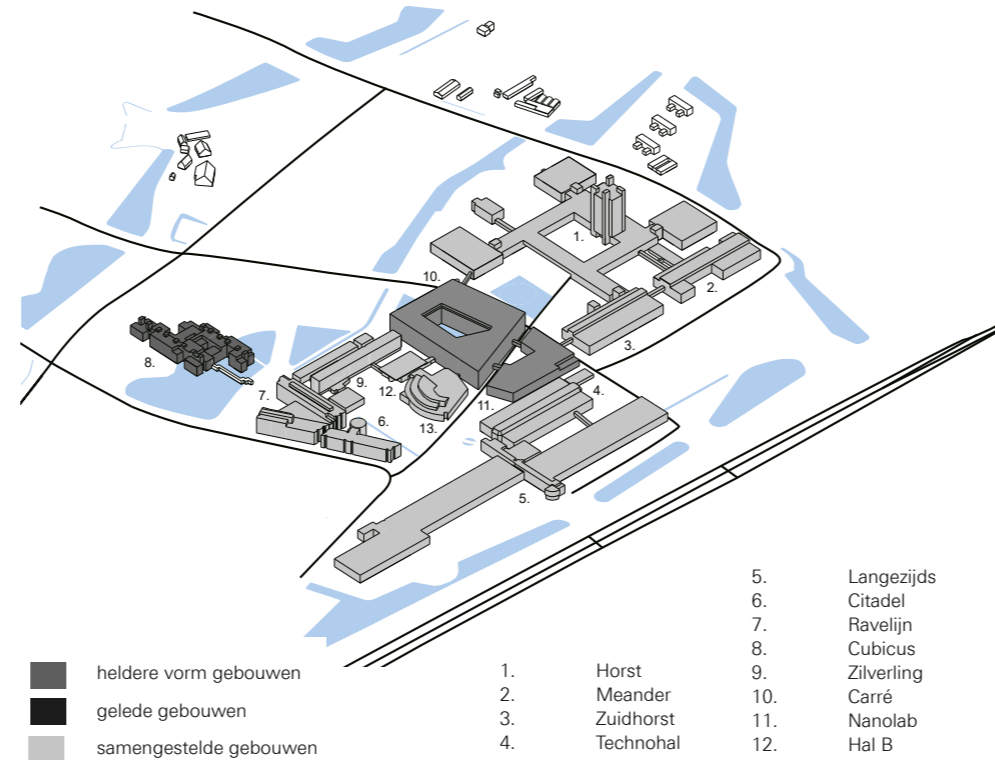 1.
10.
2.
3.
8.
9.
12.
4.
7.
11.
6.
13.
5.
heldere vorm gebouwen
gelede gebouwen
samengestelde gebouwen
1. Horst
2. Meander
3. Zuidhorst
4. Technohal
5. Langezijds
6. Citadel
7. Ravelijn
8. Cubicus
9. Zilverling
10. Carré
11. Nanolab
12. Hal B